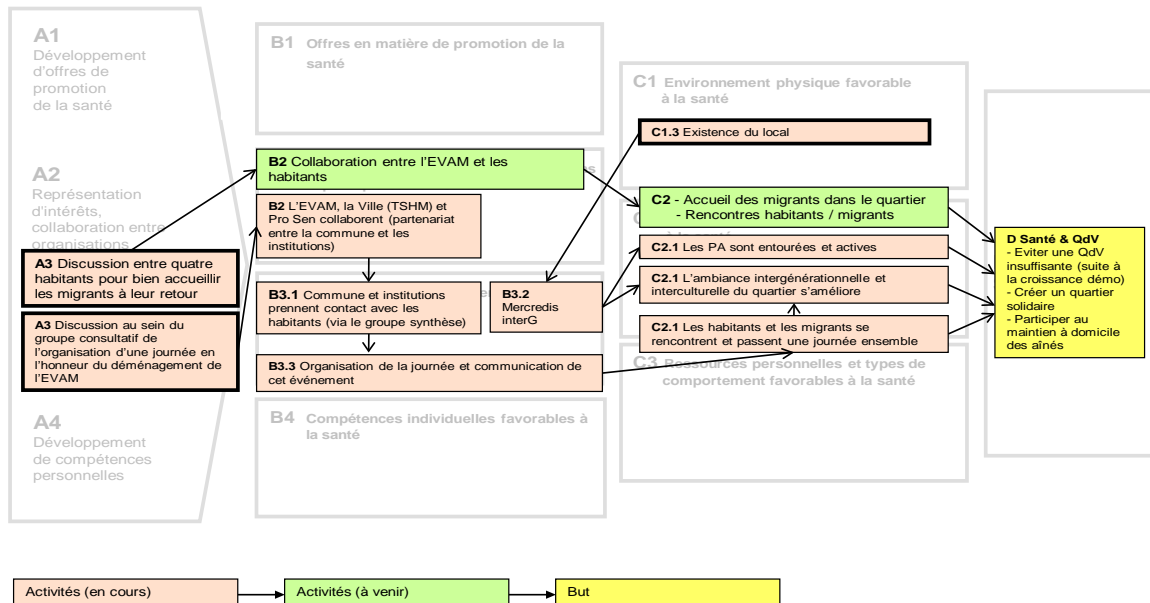 A1
Développement
d'offres de
promotion
de la santé
A2
Représentation
d'intérêts,
collaboration entre
organisations
A3 Discussion entre quatre
habitants pour bien accueillir
les migrants à leur retour
A3 Discussion au sein du
groupe consultatif de
l'organisation d'une journée en
l'honneur du déménagement de
l'EVAM
A4
Développement
de compétences
personnelles
B1 Offres en matière de promotion de la
santé
B2 Collaboration entre l'EVAM et les
habitants
B2 L'EVAM, la Ville (TSHM) et
Pro Sen collaborent (partenariat
entre la commune et les
institutions)
B3.1 Commune et institutions
prennent contact avec les
habitants (via le groupe synthèse)
B3.2
Mercredis
interG
B3.3 Organisation de la journée et communication de
cet événement
B4 Compétences individuelles favorables à
la santé
C1 Environnement physique favorable
à la santé
C1.3 Existence du local
C2 - Accueil des migrants dans le quartier
- Rencontres habitants / migrants
C2.1 Les PA sont entourées et actives
C2.1 L'ambiance intergénérationnelle et
interculturelle du quartier s'améliore
C2.1 Les habitants et les migrants se
rencontrent et passent une journée ensemble
C3 Ressources personnelles et types de
comportement favorables à la santé
D Santé & QdV
- Eviter une QdV
insuffisante (suite à
la croissance démo)
- Créer un quartier
solidaire
- Participer au
maintien à domicile
des aînés
Activités (en cours)
Activités (à venir)
But